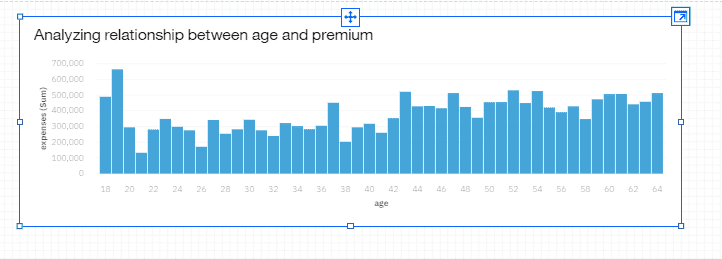 Analyzing relationship between age and premium
700,000
600,000
500,000
400,000
300,000
200,000
100,000
0
expenses (Sum)
18 20 22 24 26 28 30 32 34 36 38 40 42 44 46 48 50 52 54 56 58 60 62 64
age